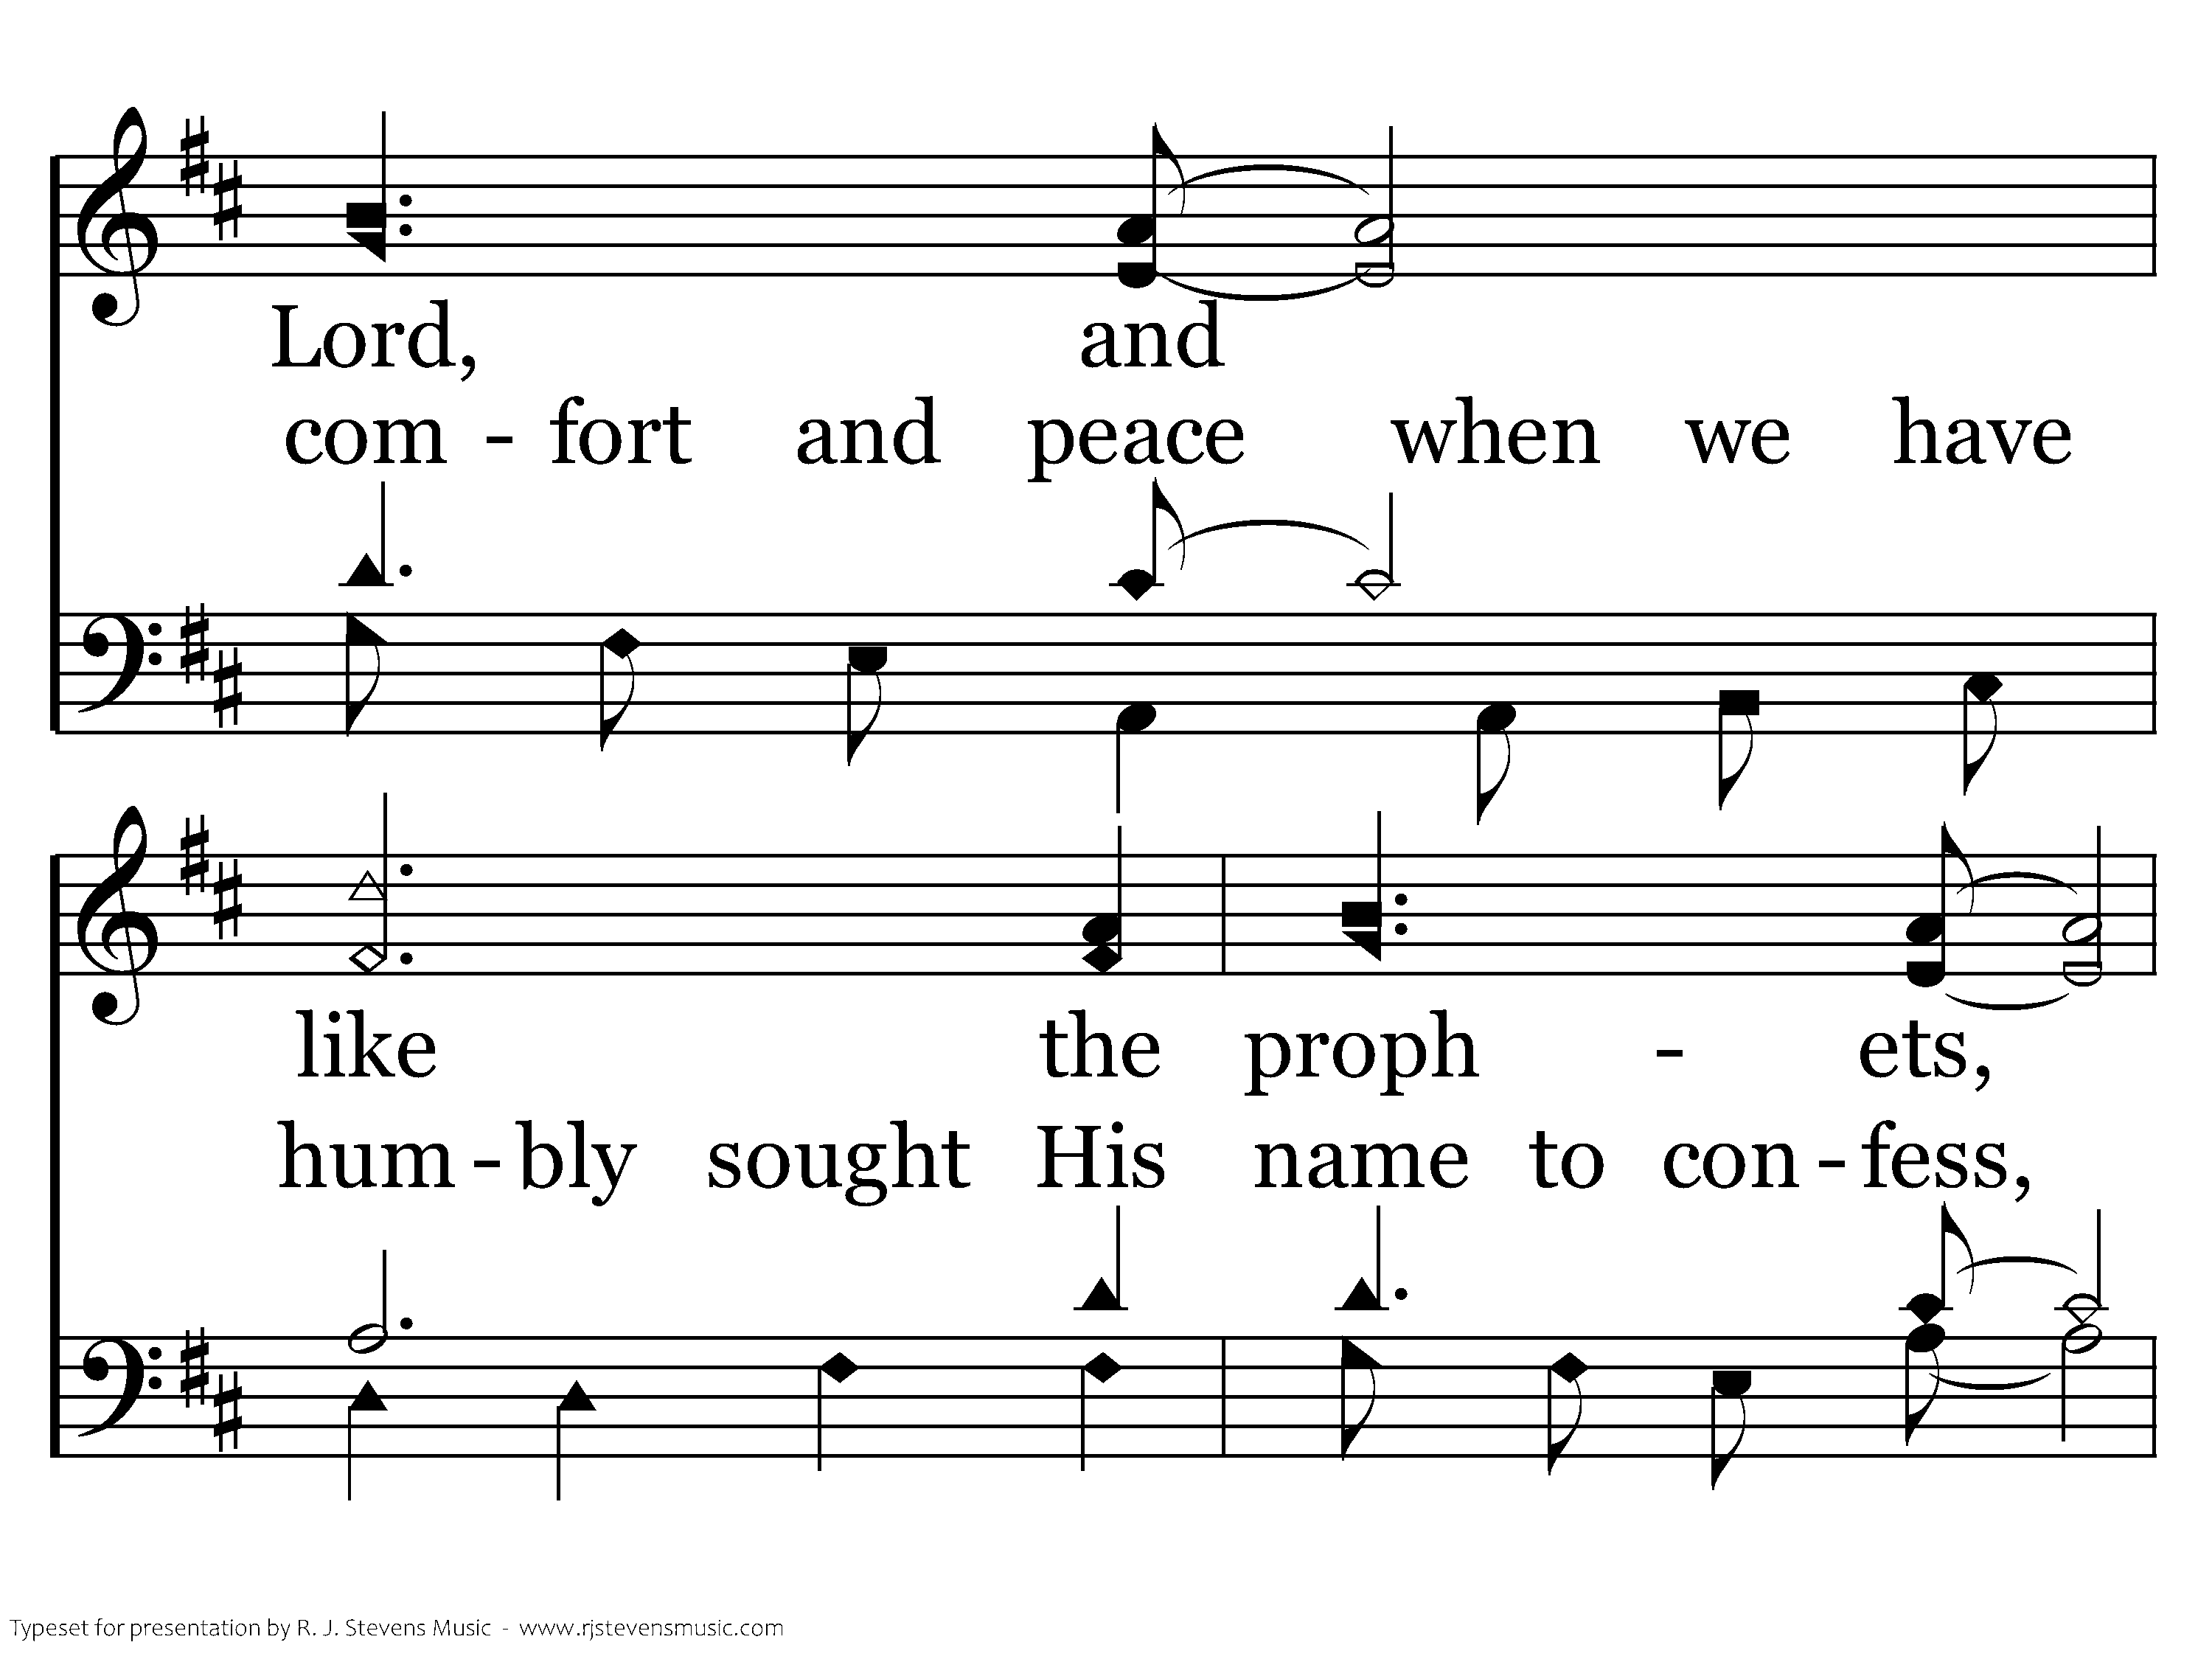 Lord, and
com - fort and peace when we have
like the proph - ets,
hum - bly sought His name to con - fess,
Typeset for presentation by R. J. Stevens Music - www.rjstevensmusic.com